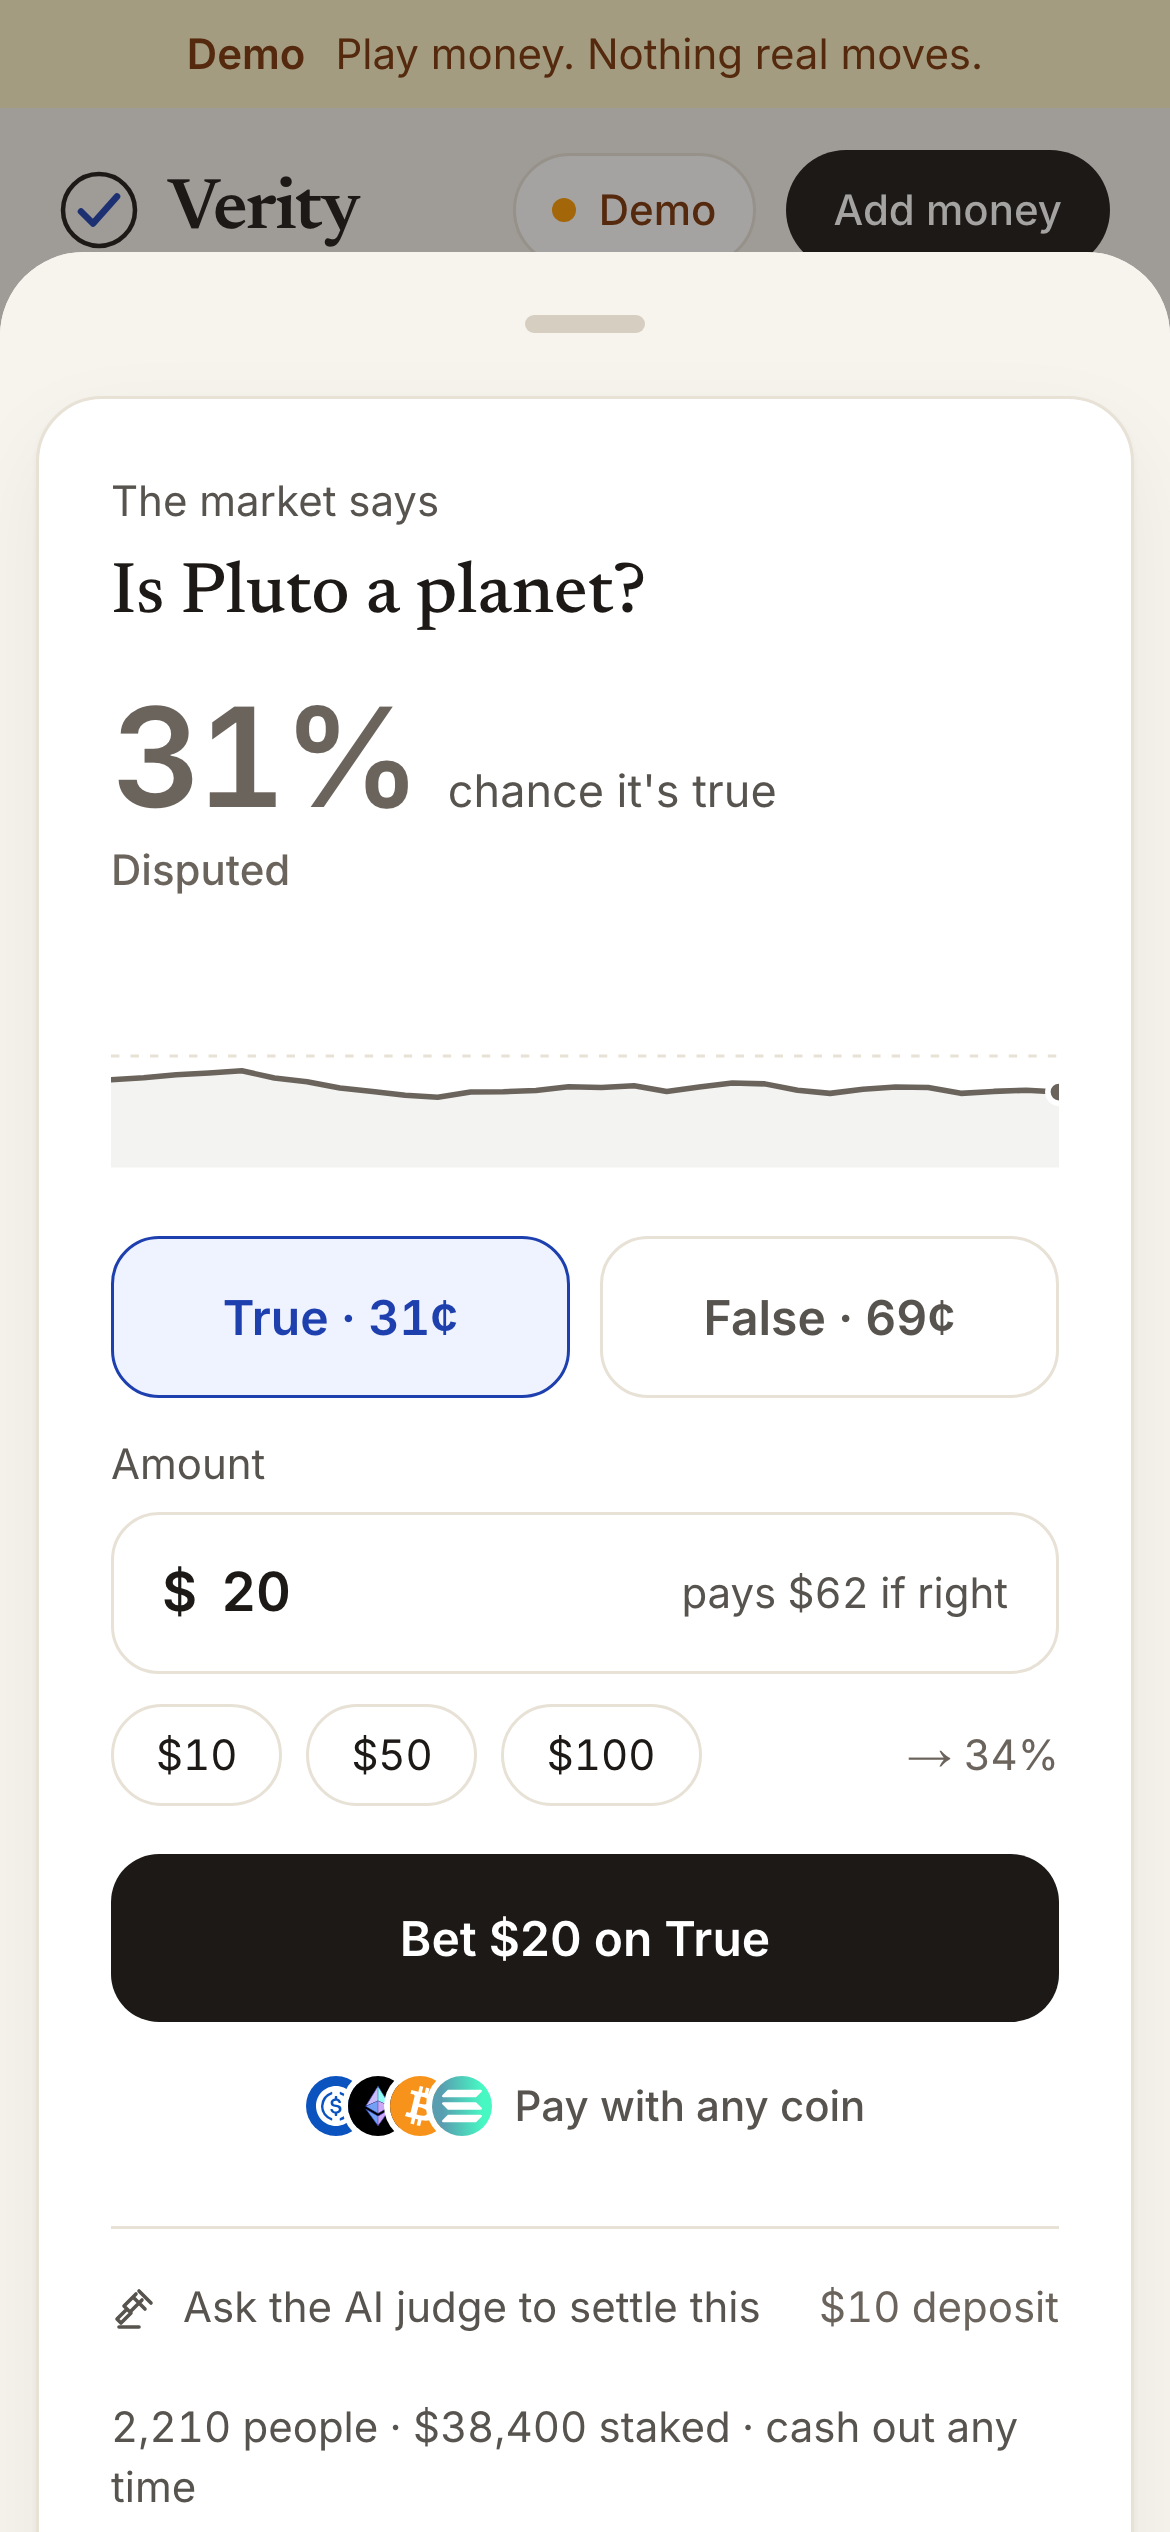 Demo Play money. Nothing real moves.
Verity
Demo
Add money
The market says
Is Pluto a planet?
31% chance it's true
Disputed
True · 31¢
False · 69¢
Amount
$ 20
pays $62 if right
$10
$50
$100
→ 34%
Bet $20 on True
Pay with any coin
Ask the AI judge to settle this
$10 deposit
2,210 people · $38,400 staked · cash out any
time